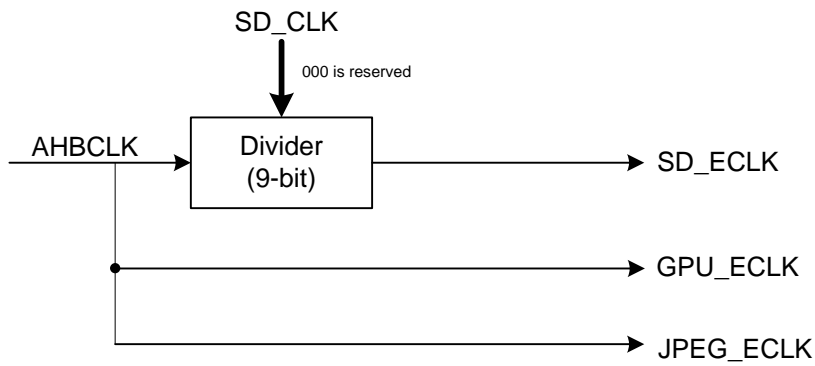 SD_CLK
000 is reserved
AHBCLK
Divider
(9-bit)
SD_ECLK
GPU_ECLK
JPEG_ECLK